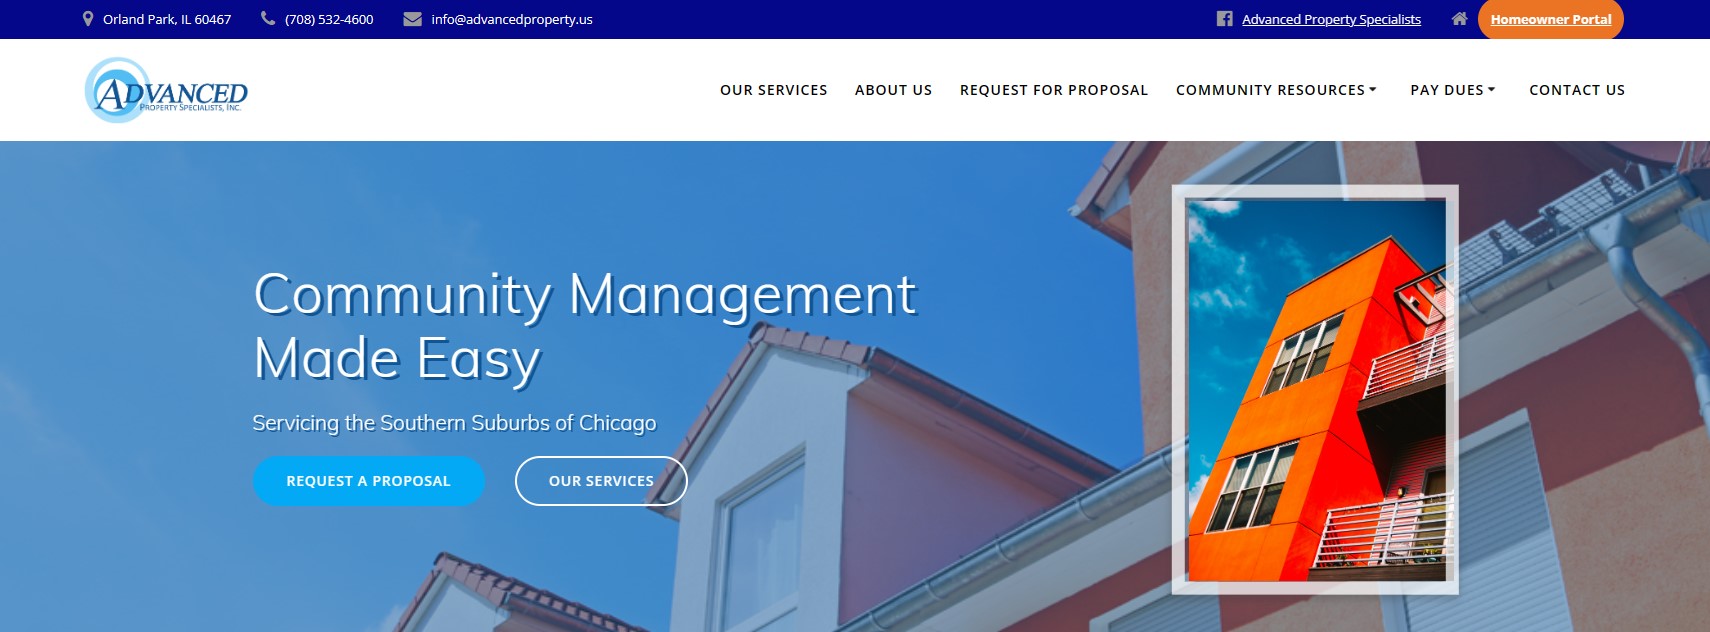 Orland Park, IL 60467
(708) 532-4600
info@advancedproperty.us
Advanced Property Specialists
Homeowner Portal
ADVANCED
PROPERTY SPECIALISTS, INC.
OUR SERVICES
ABOUT US
REQUEST FOR PROPOSAL
COMMUNITY RESOURCES
PAY DUES
CONTACT US
Community Management
Made Easy
Servicing the Southern Suburbs of Chicago
REQUEST A PROPOSAL
OUR SERVICES